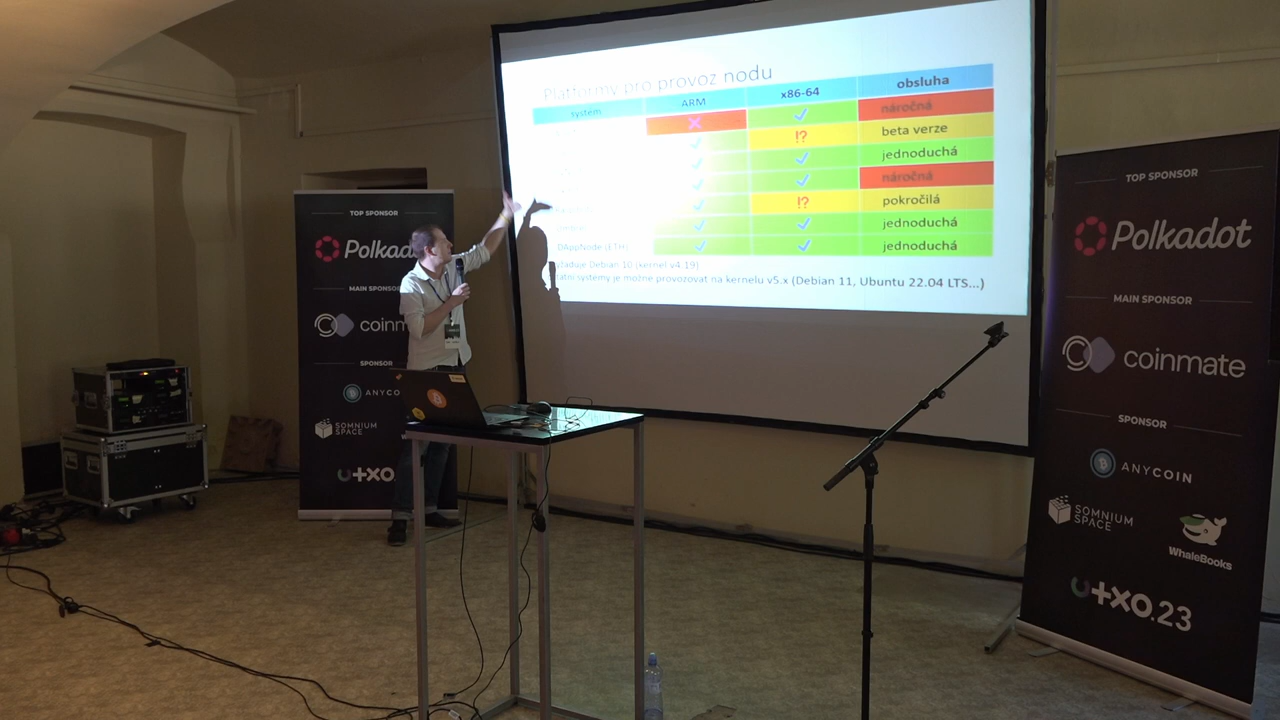 Platformy pro provoz nodu
systém ARM x86-64 obsluha
náročná
!? beta verze
jednoduchá
náročná
!? pokročilá
jednoduchá
DAppNode (ETH) jednoduchá
yžaduje Debian 10 (kernel v4.19)
tatní systémy je možné provozovat na kernelu v5.x (Debian 11, Ubuntu 22.04 LTS...)
TOP SPONSOR
Polkadot
MAIN SPONSOR
coinm
SPONSOR
ANYCO
SOMNIUM
SPACE
U+XO
TOP SPONSOR
Polkadot
MAIN SPONSOR
coinmate
SPONSOR
ANYCOIN
SOMNIUM
SPACE
WhaleBooks
U+XO.23